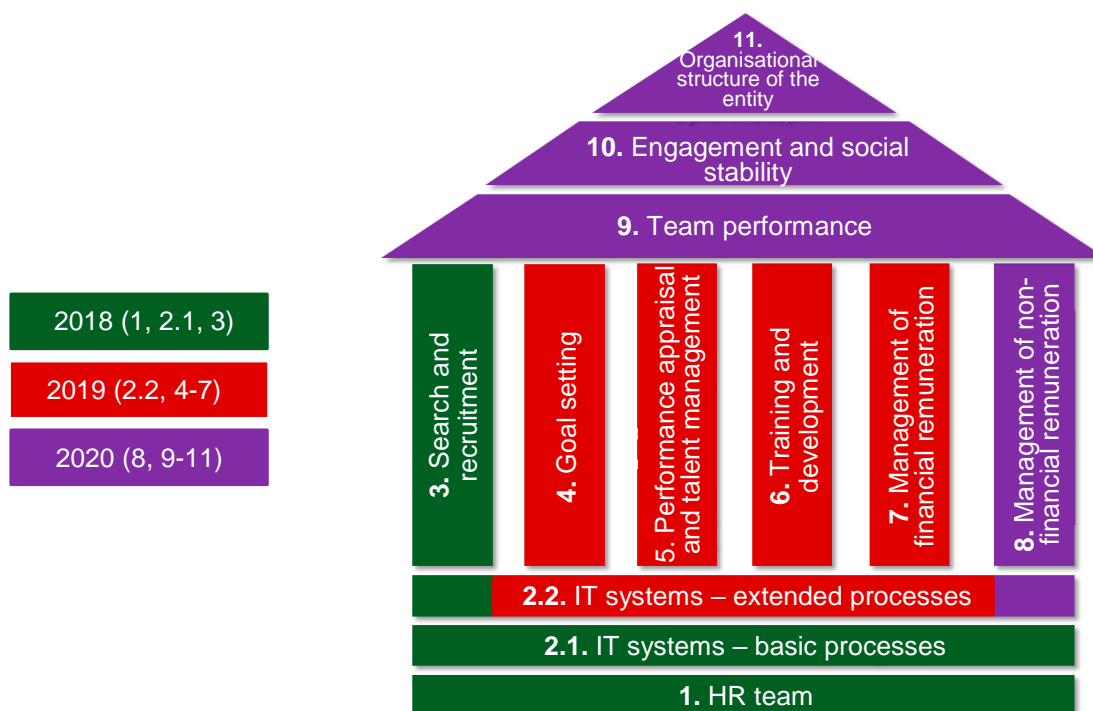 11.
Organisational
structure of the
entity
10. Engagement and social
stability
9. Team performance
2018 (1, 2.1, 3)
2019 (2.2, 4-7)
2020 (8, 9-11)
3. Search and
recruitment
4. Goal setting
5. Performance appraisal
and talent management
6. Training and
development
7. Management of
financial remuneration
8. Management of non-
financial remuneration
2.2. IT systems – extended processes
2.1. IT systems – basic processes
1. HR team